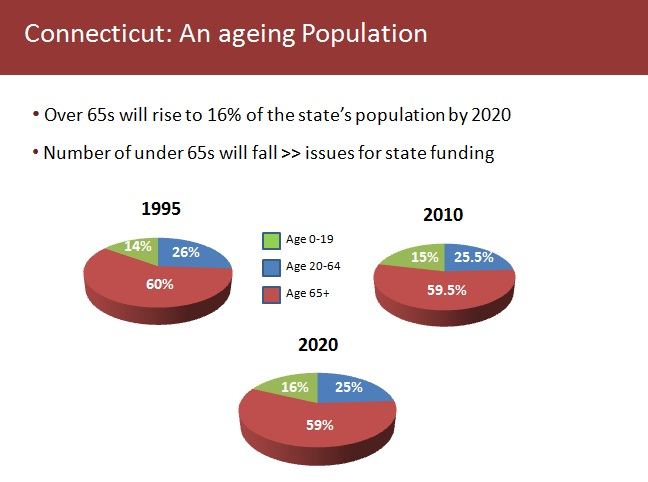 Connecticut: An ageing Population
• Over 65s will rise to 16% of the state's population by 2020
• Number of under 65s will fall >> issues for state funding
1995
14%
26%
60%
Age 0-19
Age 20-64
Age 65+
2010
15%
25.5%
59.5%
2020
16%
25%
59%